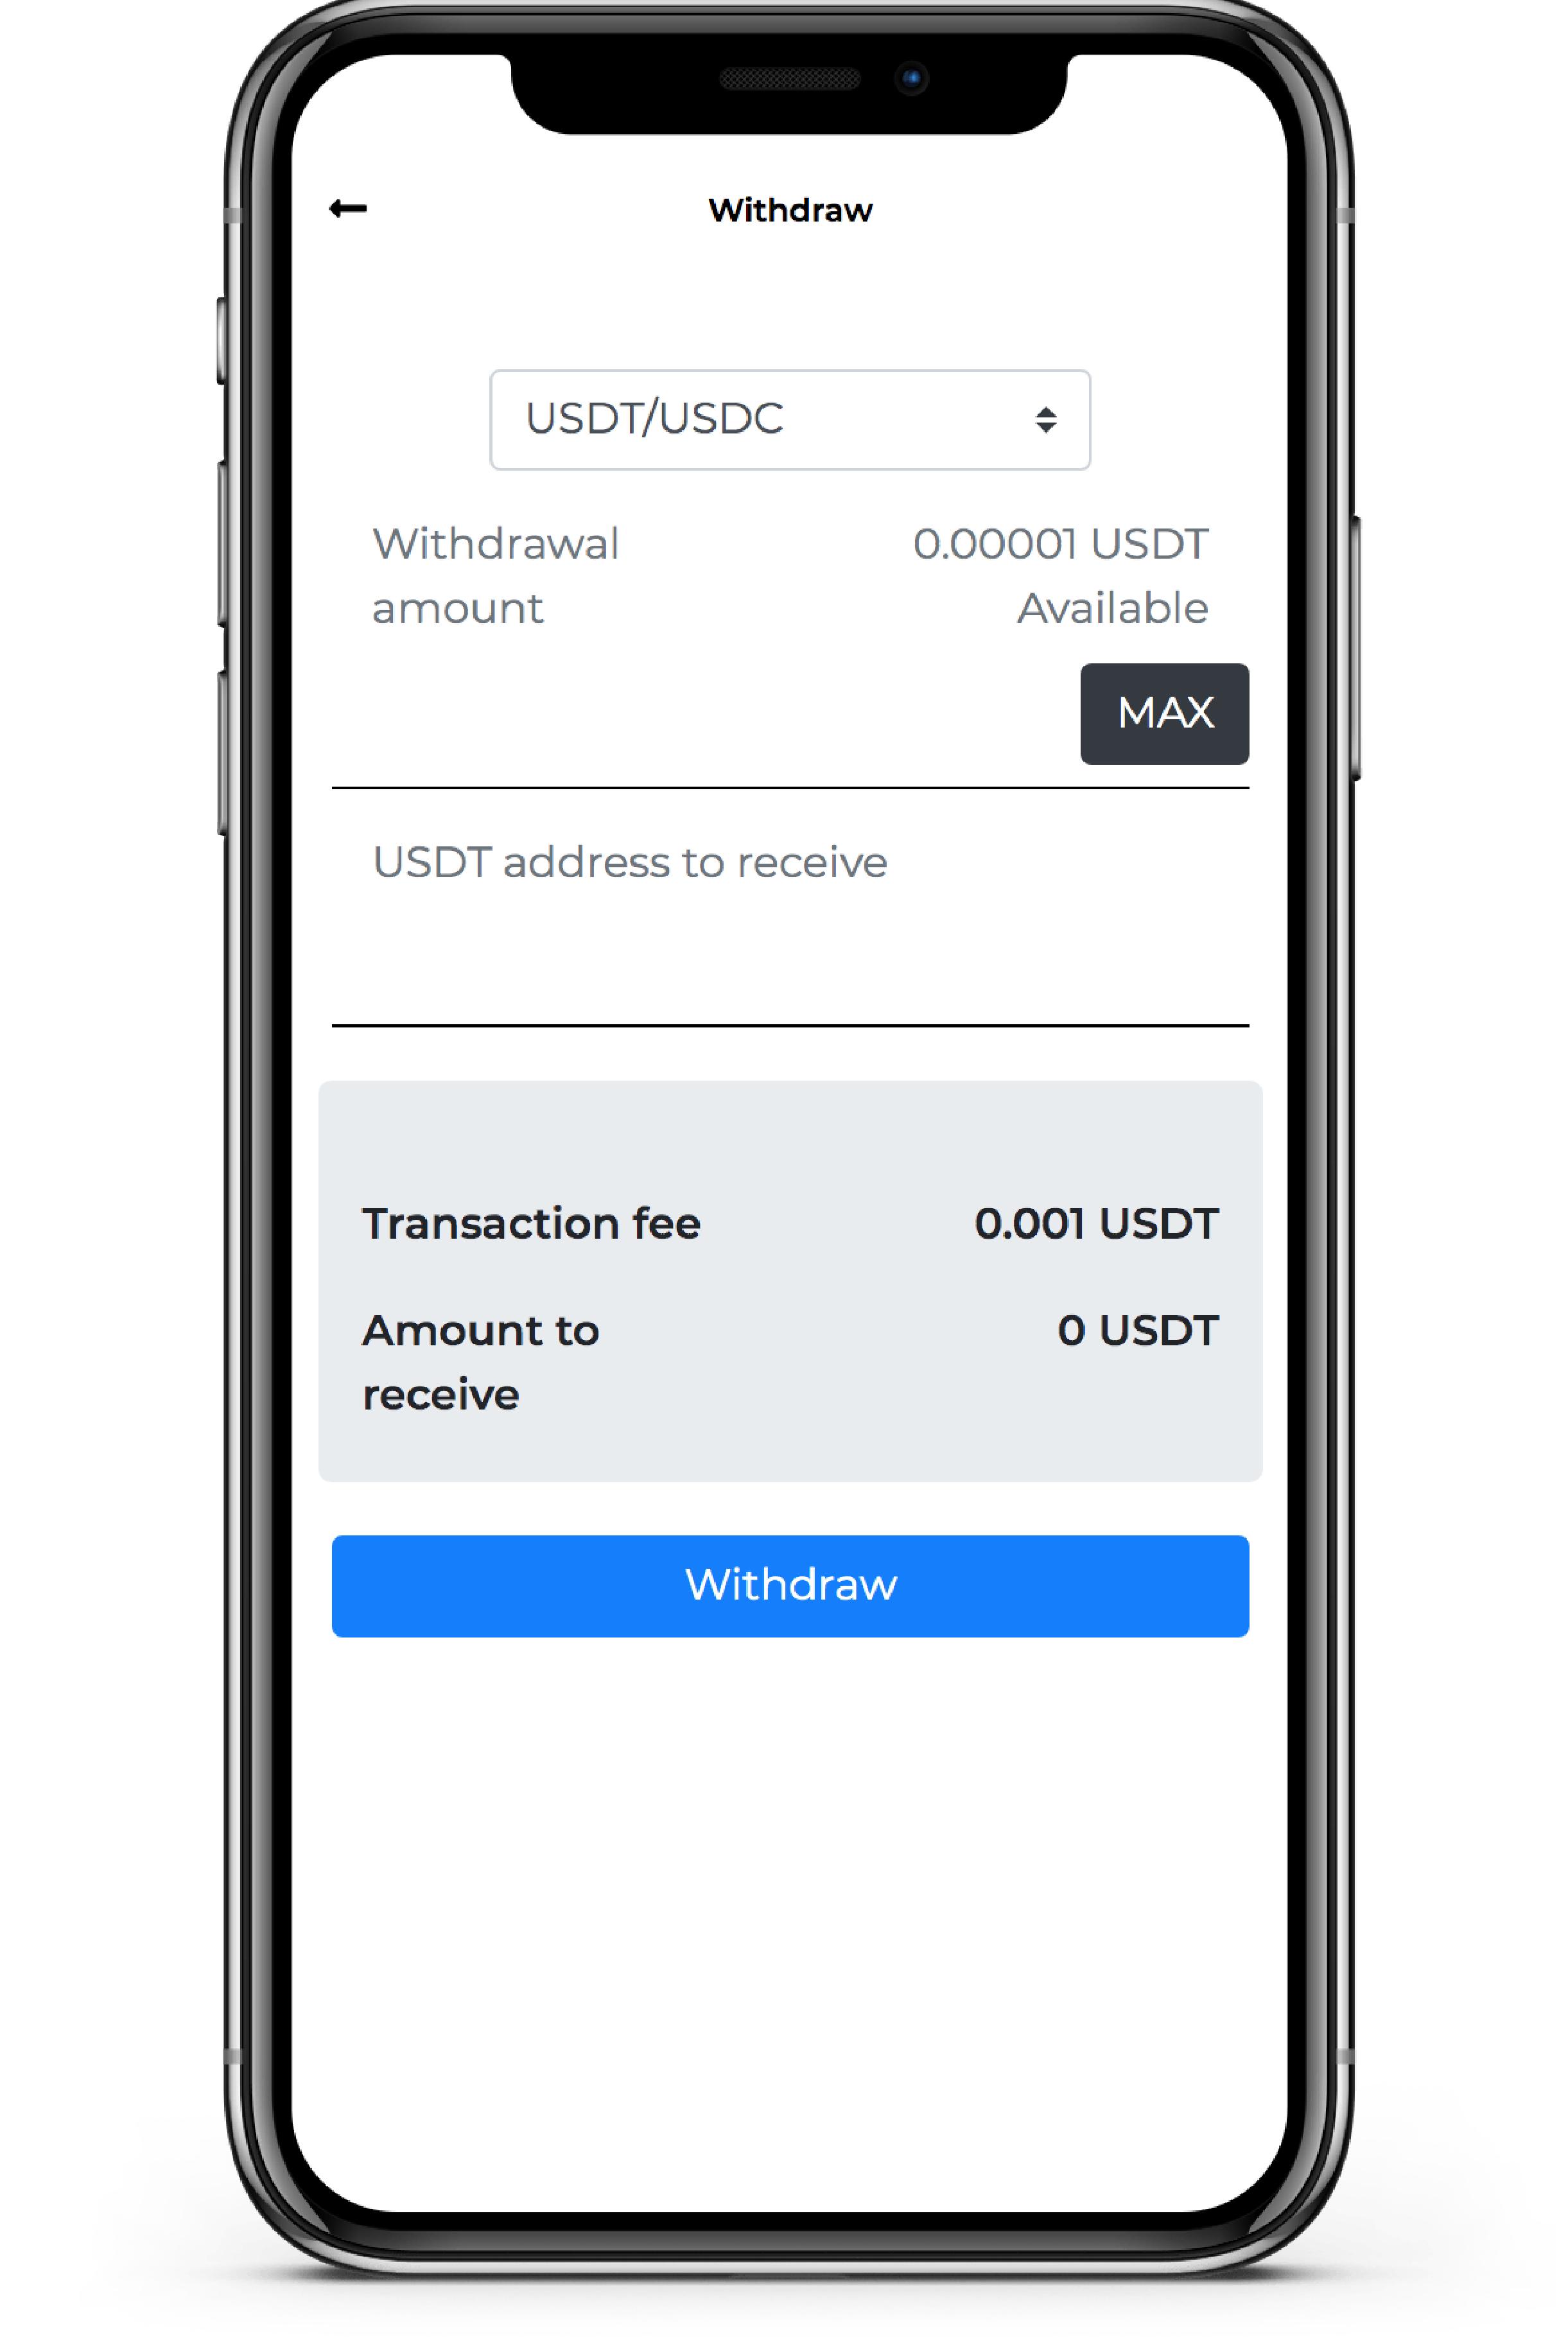 Withdraw
USDT/USDC
Withdrawal 0.00001 USDT
amount Available
MAX
USDT address to receive
Transaction fee 0.001 USDT
Amount to 0 USDT
receive
Withdraw